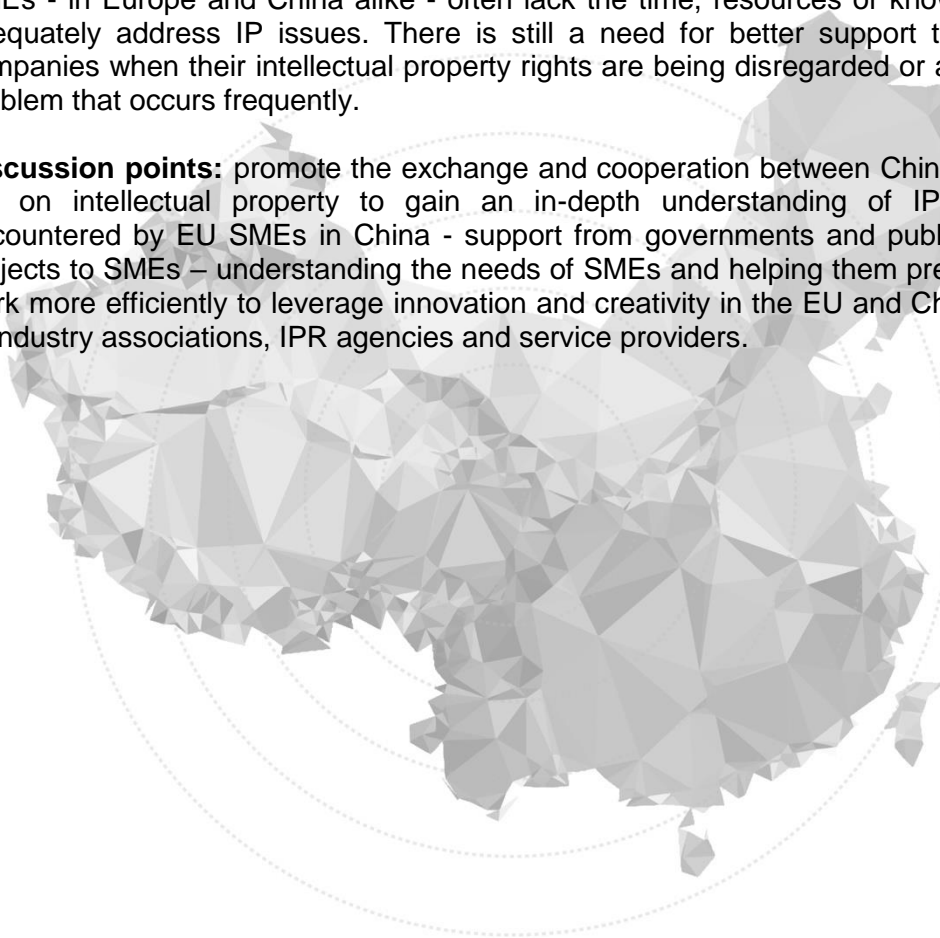 Es - in Europe and China alike - often lack the time, resources or know
equately address IP issues. There is still a need for better support t
mpanies when their intellectual property rights are being disregarded or a
blem that occurs frequently.
scussion points: promote the exchange and cooperation between Chin
on intellectual property to gain an in-depth understanding of IP
countered by EU SMEs in China - support from governments and publ
jects to SMEs – understanding the needs of SMEs and helping them pre
rk more efficiently to leverage innovation and creativity in the EU and Ch
industry associations, IPR agencies and service providers.